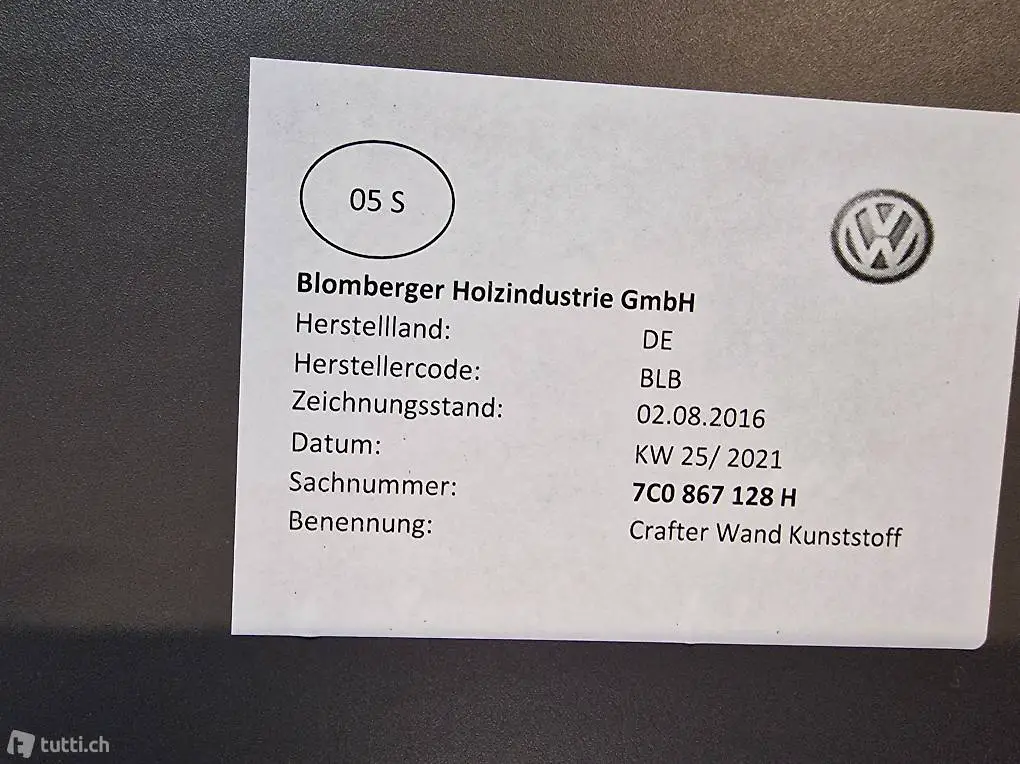 05 S
Blomberger Holzindustrie GmbH
Herstellland: DE
Herstellercode: BLB
Zeichnungsstand: 02.08.2016
Datum: KW 25/ 2021
Sachnummer: 7C0 867 128 H
Benennung: Crafter Wand Kunststoff
tutti.ch